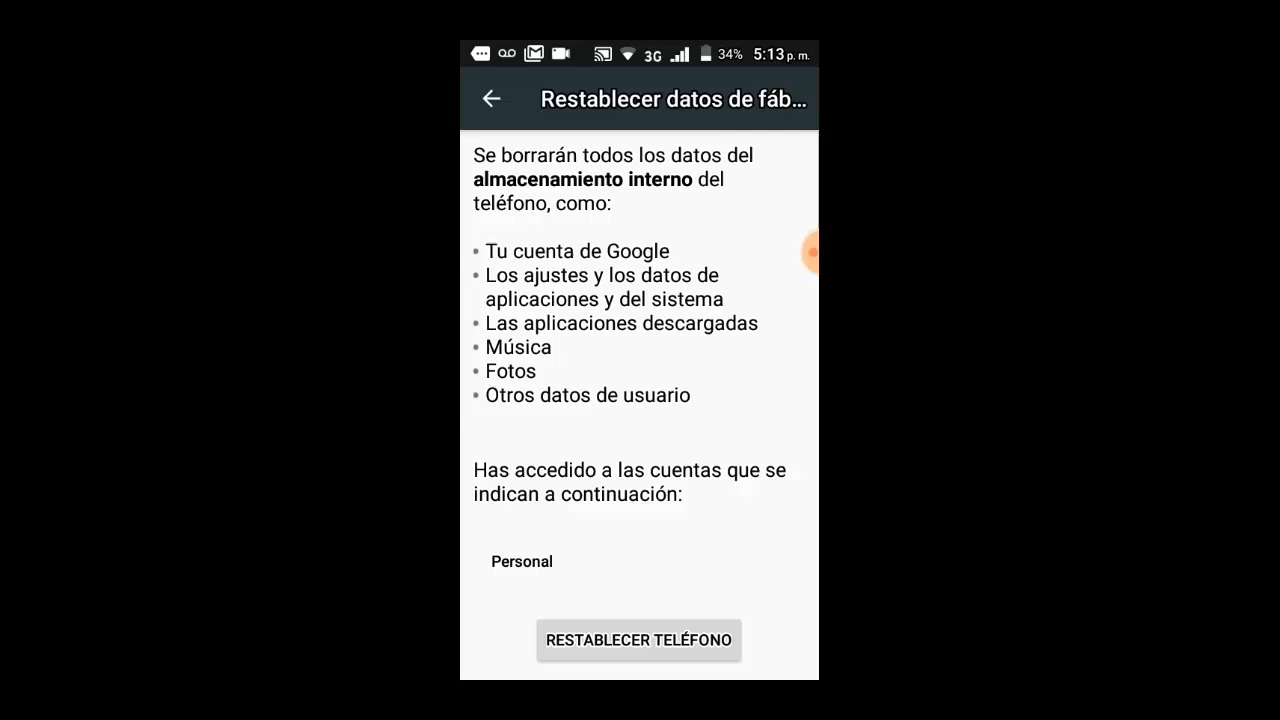 3G 34% 5:13 p. m.
Restablecer datos de fáb...
Se borrarán todos los datos del
almacenamiento interno del
teléfono, como:
• Tu cuenta de Google
• Los ajustes y los datos de
aplicaciones y del sistema
• Las aplicaciones descargadas
• Música
• Fotos
• Otros datos de usuario
Has accedido a las cuentas que se
indican a continuación:
Personal
RESTABLECER TELÉFONO